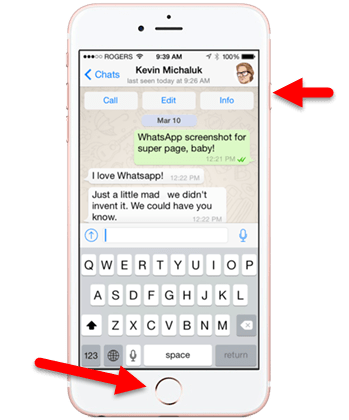 ROGERS 9:39 AM 100%
Chats Kevin Michaluk
last seen today at 9:26 AM
Call Edit Info
Mar 10
WhatsApp screenshot for
super page, baby!
12:21 PM
I love Whatsapp! 12:22 PM
Just a little mad we didn't
invent it. We could have you
know. 12:22 PM
Q W E R T Y U I O P
A S D F G H J K L
Z X C V B N M
123 space return